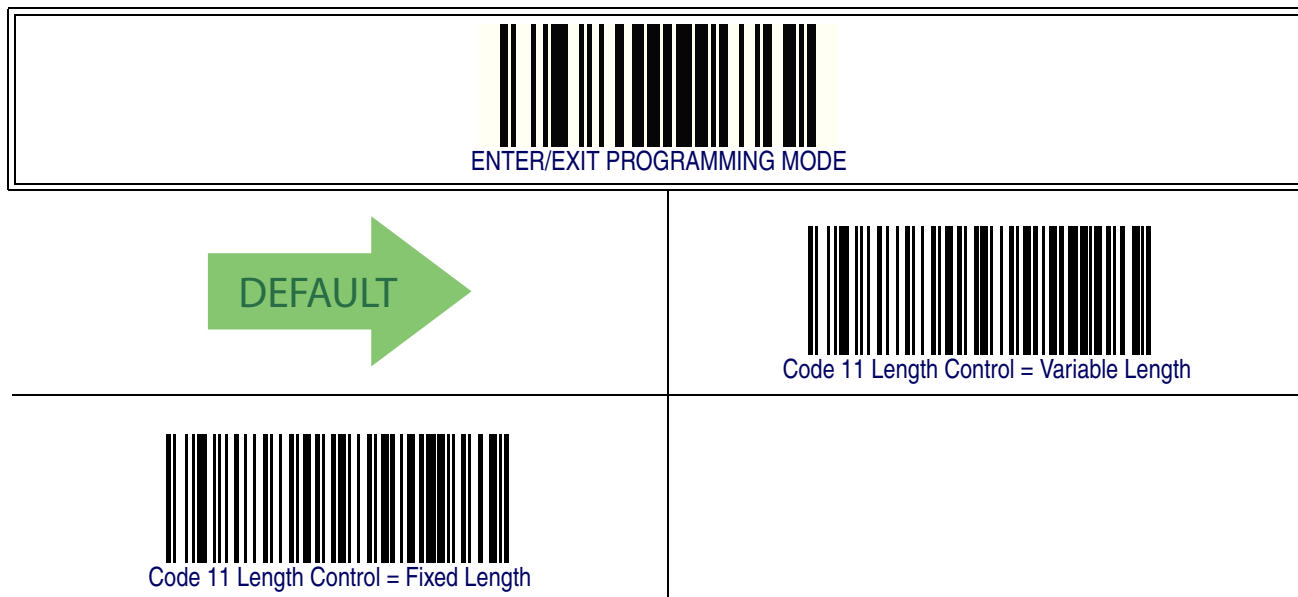 ENTER/EXIT PROGRAMMING MODE
DEFAULT
Code 11 Length Control = Variable Length
Code 11 Length Control = Fixed Length